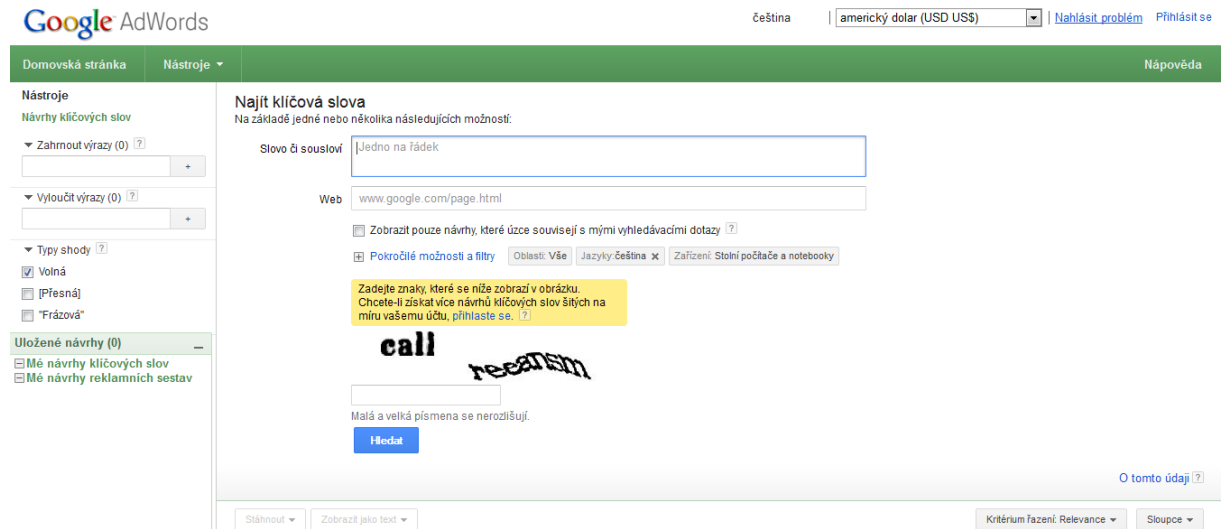 Google AdWords
čeština | americký dolar (USD US$) | Nahlásit problém Přihlásit se
Domovská stránka Nástroje Nápověda
Nástroje
Návrhy klíčových slov
Zahrnout výrazy (0) ?
+
Vyloučit výrazy (0) ?
+
Typy shody ?
Volná
[Přesná]
"Frázová"
Uložené návrhy (0)
Mé návrhy klíčových slov
Mé návrhy reklamních sestav
Najít klíčová slova
Na základě jedné nebo několika následujících možností:
Slovo či sousloví Jedno na řádek
Web www.google.com/page.html
Zobrazit pouze návrhy, které úzce souvisejí s mými vyhledávacími dotazy ?
Pokročilé možnosti a filtry Oblasti: Vše Jazyky:čeština x Zařízení: Stolní počítače a notebooky
Zadejte znaky, které se níže zobrazí v obrázku.
Chcete-li získat více návrhů klíčových slov šitých na
míru vašemu účtu, přihlaste se. ?
call
Malá a velká písmena se nerozlišují.
Hledat
O tomto údaji ?
Stáhnout Zobrazit jako text Kritérium řazení: Relevance Sloupce